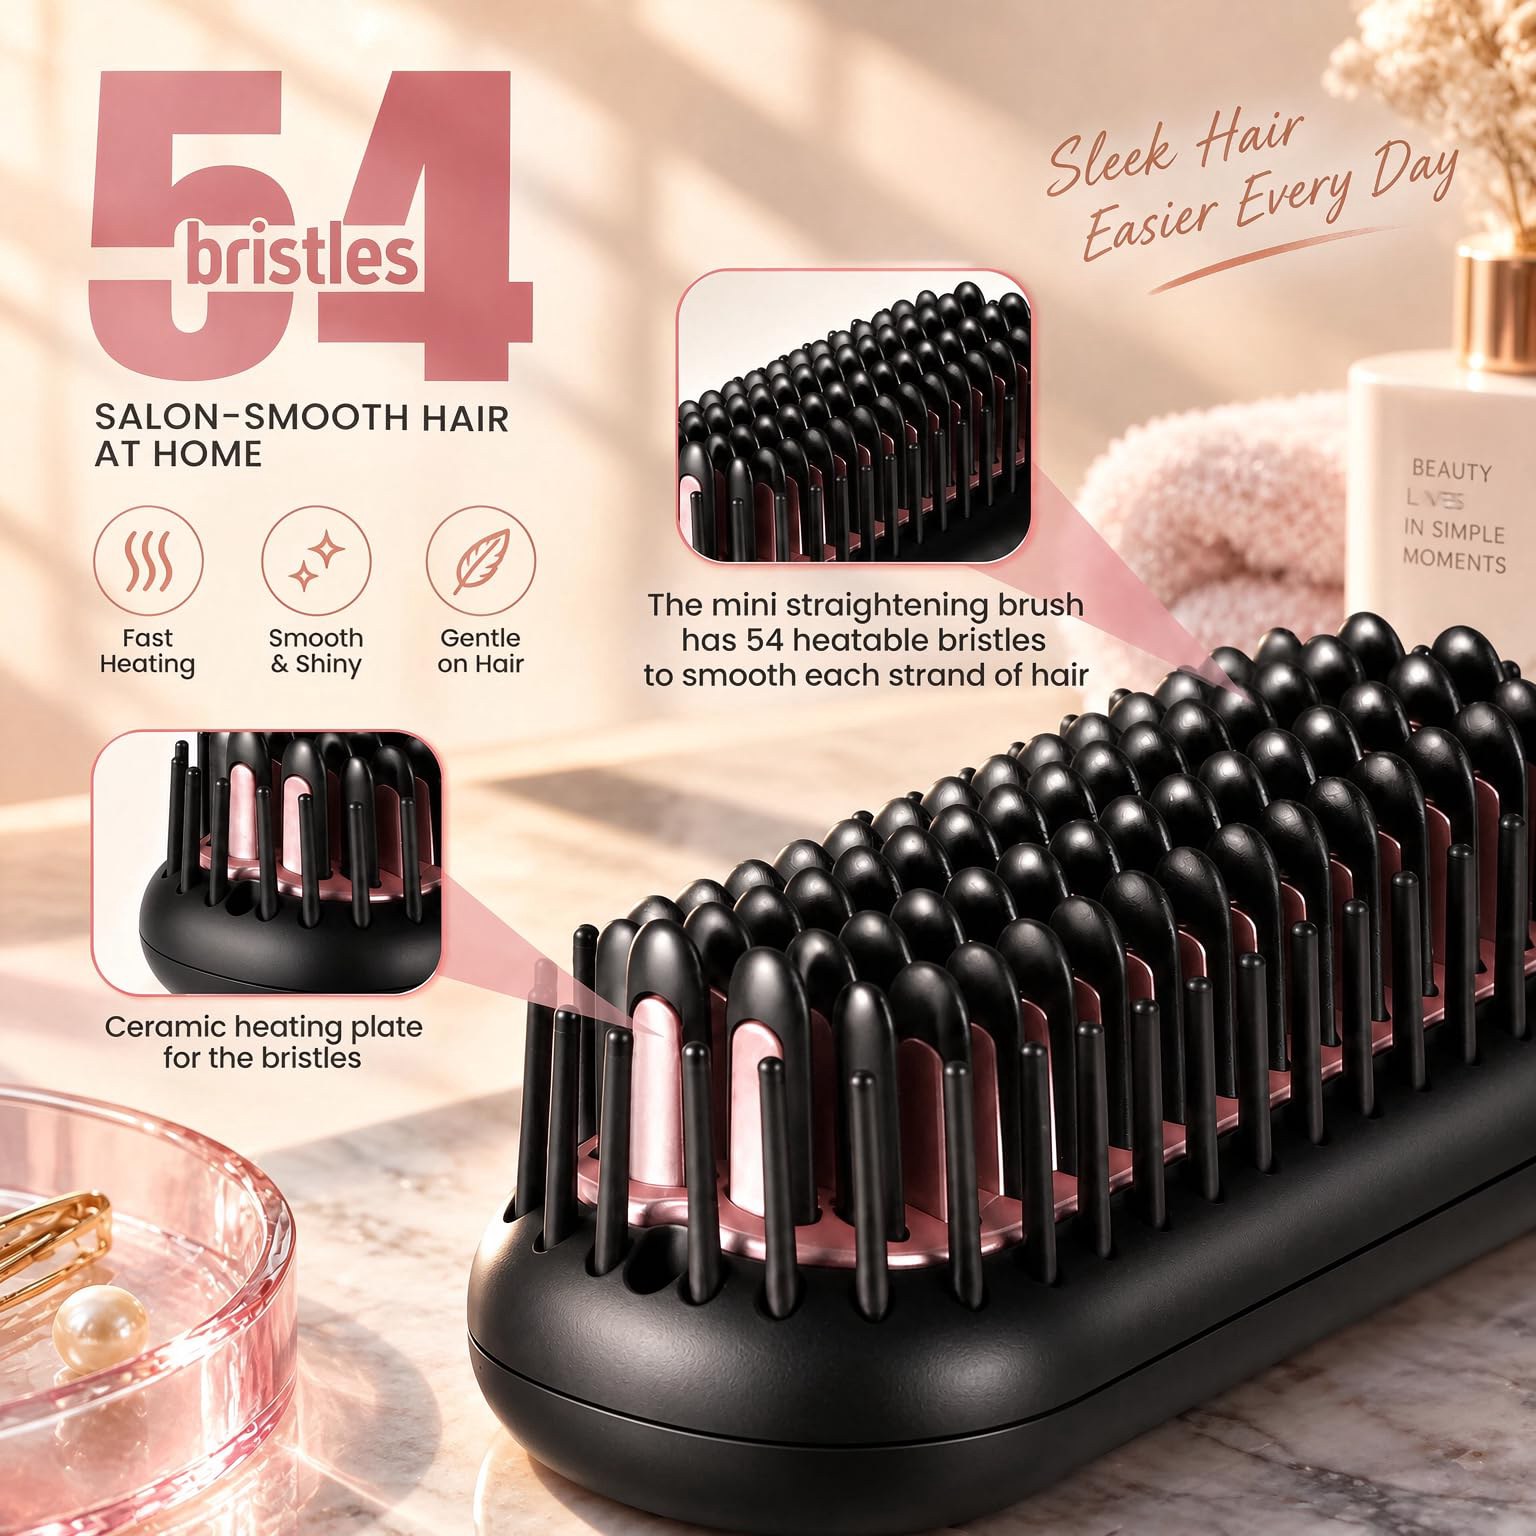 54
bristles
SALON-SMOOTH HAIR
AT HOME
Fast
Heating
Smooth
& Shiny
Gentle
on Hair
Sleek Hair
Easier Every Day
The mini straightening brush
has 54 heatable bristles
to smooth each strand of hair
Ceramic heating plate
for the bristles
BEAUTY
IN SIMPLE
MOMENTS